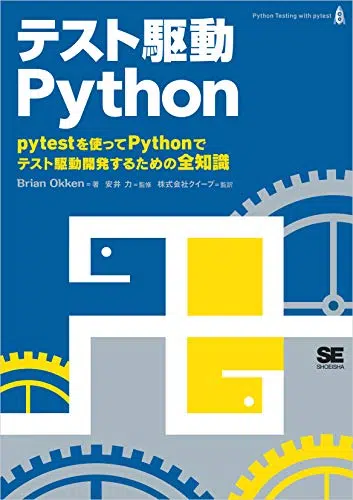 テスト駆動
Python Testing with pytest
Python
pytestを使ってPythonで
テスト駆動開発するための全知識
Brian Okken=著 安井 力=監修 株式会社クイープ=監訳
SE
SHOEISHA